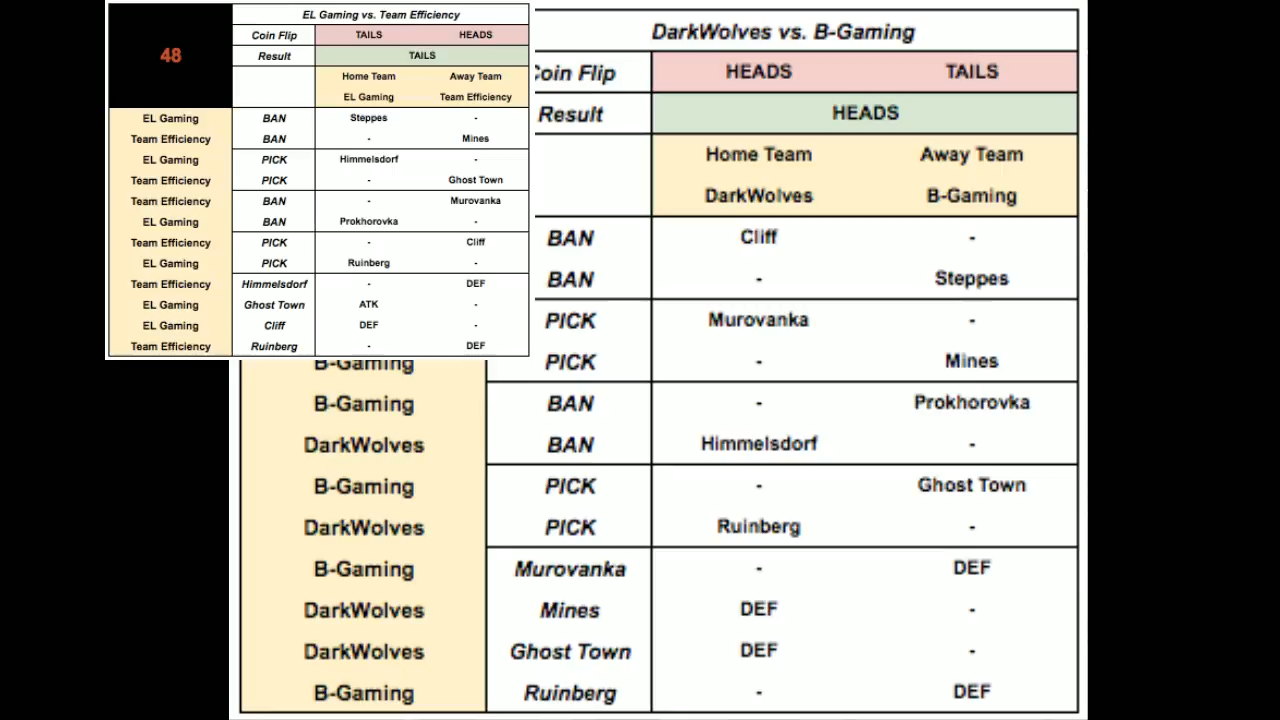 EL Gaming vs. Team Efficiency
48
Coin Flip TAILS HEADS
Result TAILS
Home Team Away Team
EL Gaming Team Efficiency
EL Gaming BAN Steppes -
Team Efficiency BAN - Mines
EL Gaming PICK Himmelsdorf -
Team Efficiency PICK - Ghost Town
Team Efficiency BAN - Murovanka
EL Gaming BAN Prokhorovka -
Team Efficiency PICK - Cliff
EL Gaming PICK Ruinberg -
Team Efficiency Himmelsdorf - DEF
EL Gaming Ghost Town ATK -
EL Gaming Cliff DEF -
Team Efficiency Ruinberg - DEF
DarkWolves vs. B-Gaming
Coin Flip HEADS TAILS
Result HEADS
Home Team Away Team
DarkWolves B-Gaming
BAN Cliff -
BAN - Steppes
PICK Murovanka -
B-Gaming PICK - Mines
B-Gaming BAN - Prokhorovka
DarkWolves BAN Himmelsdorf -
B-Gaming PICK - Ghost Town
DarkWolves PICK Ruinberg -
B-Gaming Murovanka - DEF
DarkWolves Mines DEF -
DarkWolves Ghost Town DEF -
B-Gaming Ruinberg - DEF